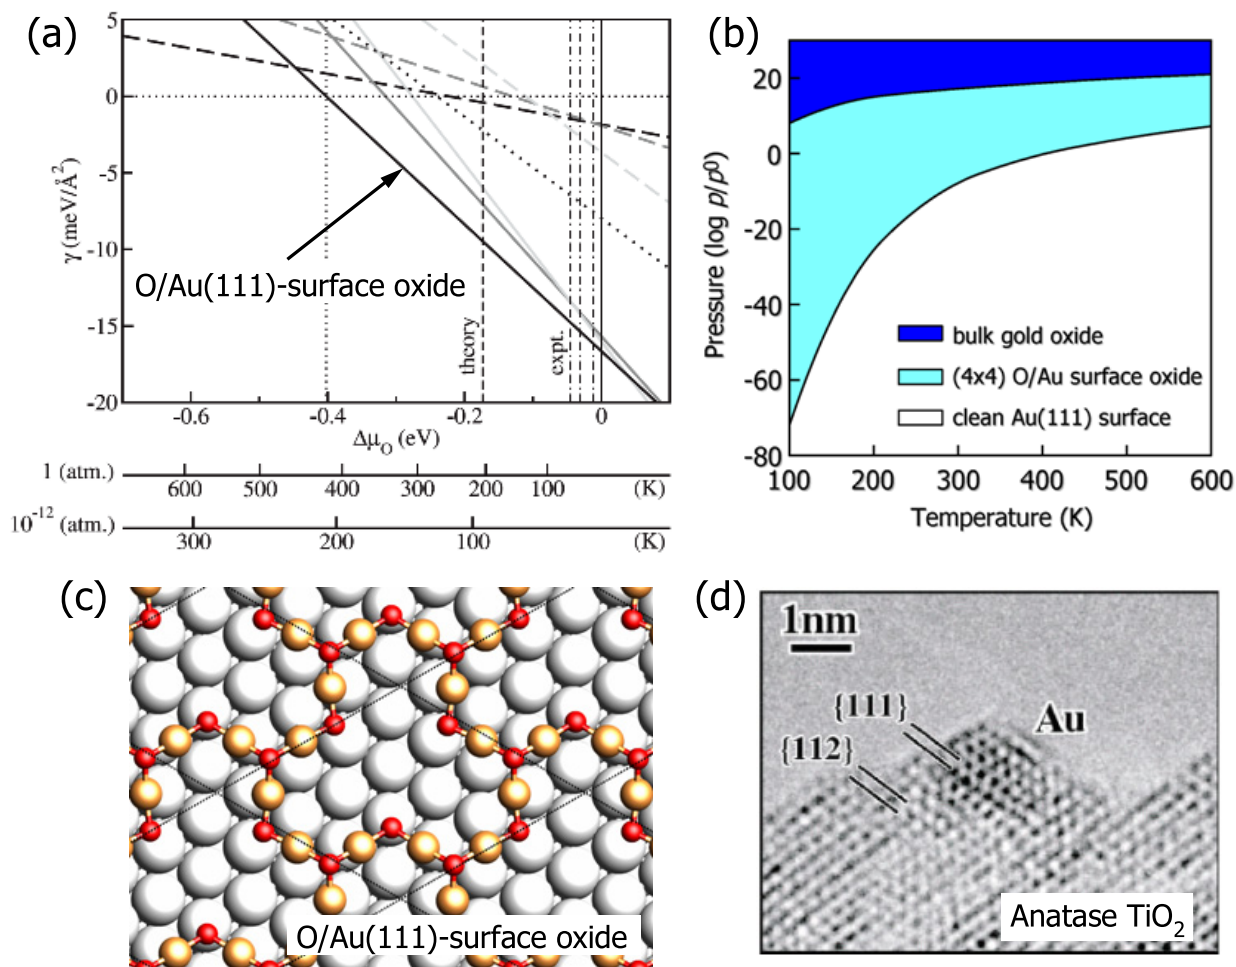 (a)
5
0
-5
-10
-15
-20
γ (meV/Å²)
O/Au(111)-surface oxide
theory
expt.
-0.6
-0.4
-0.2
0
Δμ_O (eV)
1 (atm.)
600
500
400
300
200
100
(K)
10⁻¹² (atm.)
300
200
100
(K)
(b)
20
0
-20
-40
-60
-80
Pressure (log p/p⁰)
bulk gold oxide
(4x4) O/Au surface oxide
clean Au(111) surface
100
200
300
400
500
600
Temperature (K)
(c)
O/Au(111)-surface oxide
(d)
1nm
{111}
{112}
Au
Anatase TiO₂